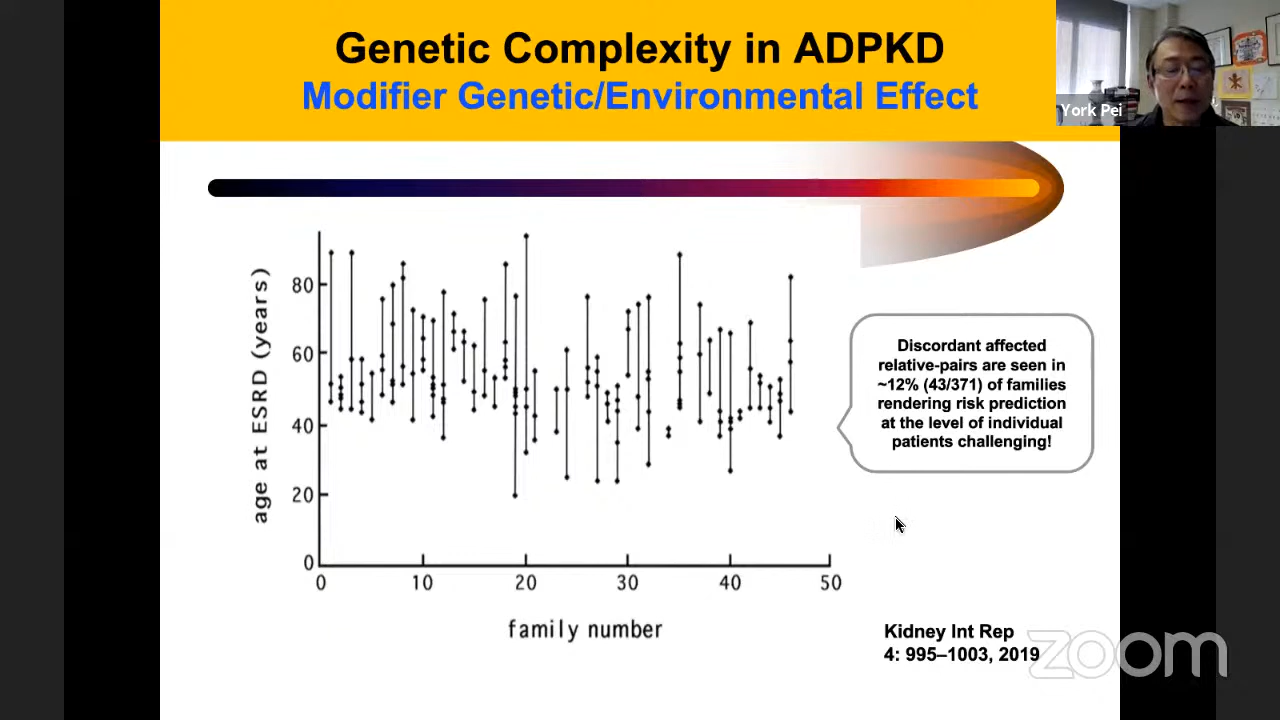 Genetic Complexity in ADPKD
Modifier Genetic/Environmental Effect
York Pei
age at ESRD (years)
80
60
40
20
0
0 10 20 30 40 50
family number
Discordant affected
relative-pairs are seen in
~12% (43/371) of families
rendering risk prediction
at the level of individual
patients challenging!
Kidney Int Rep
4: 995–1003, 2019
zoom